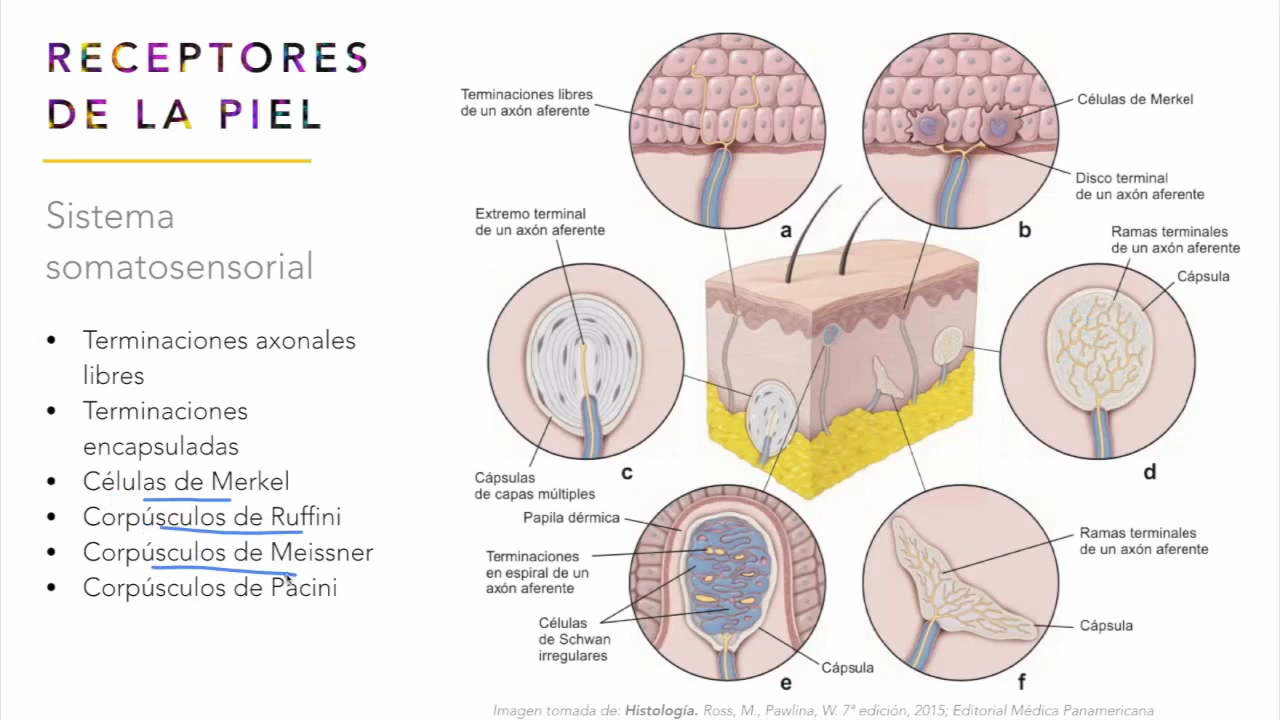 RECEPTORES
DE LA PIEL
Sistema
somatosensorial
• Terminaciones axonales
libres
• Terminaciones
encapsuladas
• Células de Merkel
• Corpúsculos de Ruffini
• Corpúsculos de Meissner
• Corpúsculos de Pacini
Terminaciones libres
de un axón aferente
a
Células de Merkel
Disco terminal
de un axón aferente
b
Extremo terminal
de un axón aferente
Cápsulas
de capas múltiples
c
Ramas terminales
de un axón aferente
Cápsula
d
Papila dérmica
Terminaciones
en espiral de un
axón aferente
Células
de Schwan
irregulares
Cápsula
e
Ramas terminales
de un axón aferente
Cápsula
f
Imagen tomada de: Histología. Ross, M., Pawlina, W. 7ª edición, 2015; Editorial Médica Panamericana